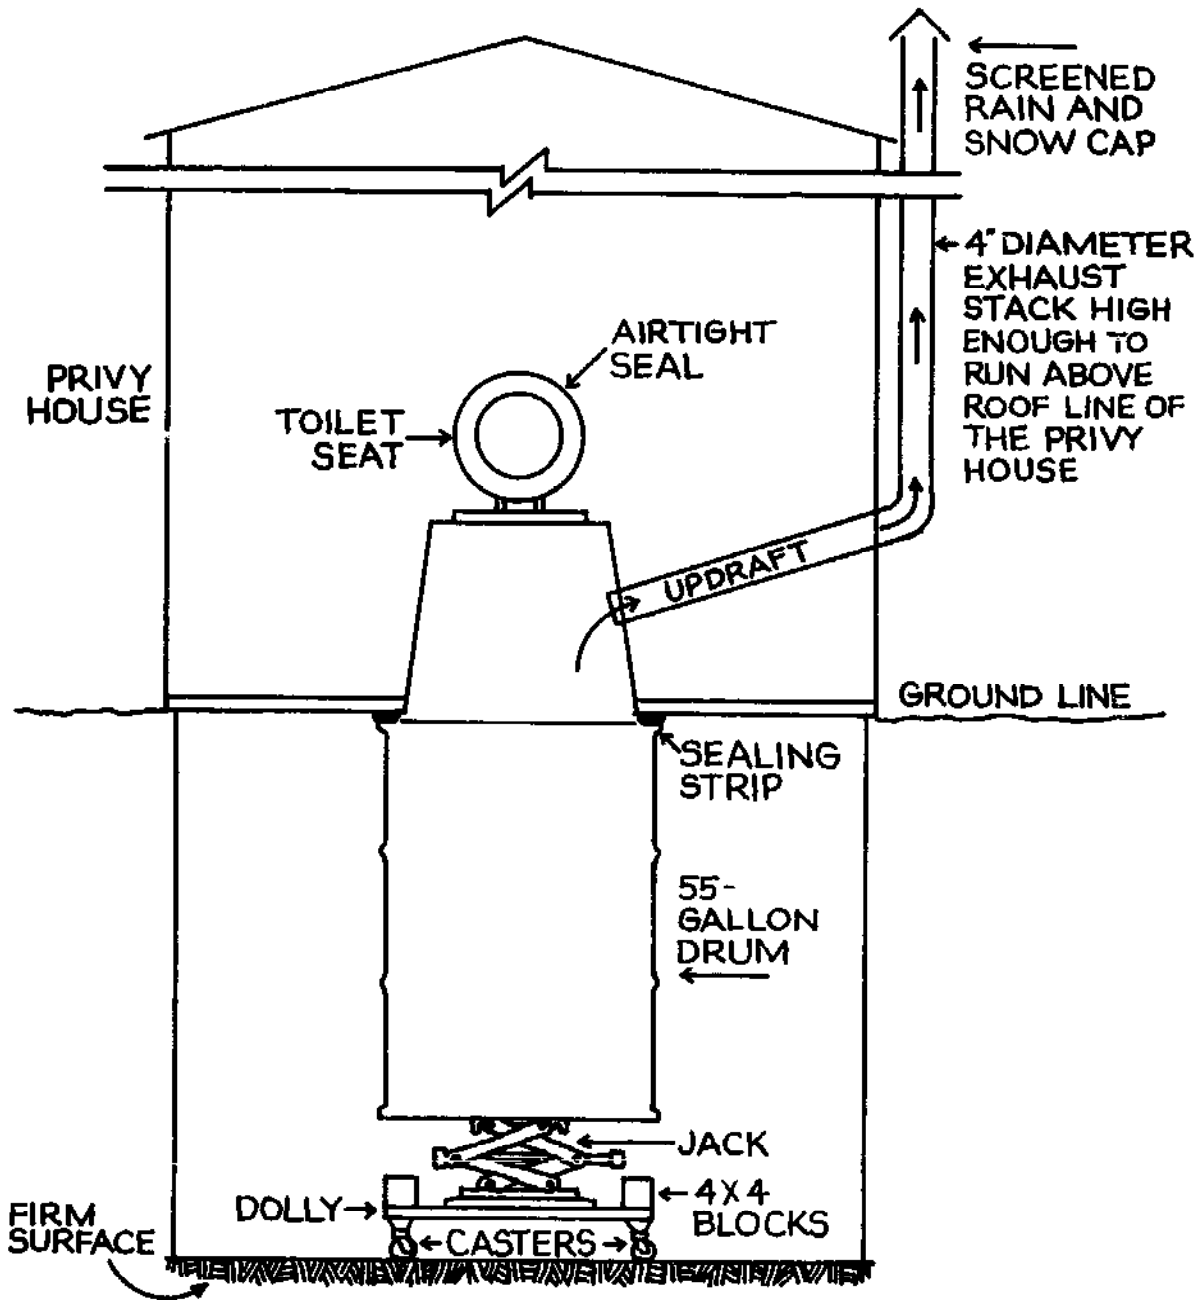 SCREENED
RAIN AND
SNOW CAP
4" DIAMETER
EXHAUST
STACK HIGH
ENOUGH TO
RUN ABOVE
ROOF LINE OF
THE PRIVY
HOUSE
AIRTIGHT
SEAL
PRIVY
HOUSE
TOILET
SEAT
UPDRAFT
GROUND LINE
SEALING
STRIP
55-
GALLON
DRUM
JACK
DOLLY
4X4
BLOCKS
CASTERS
FIRM
SURFACE